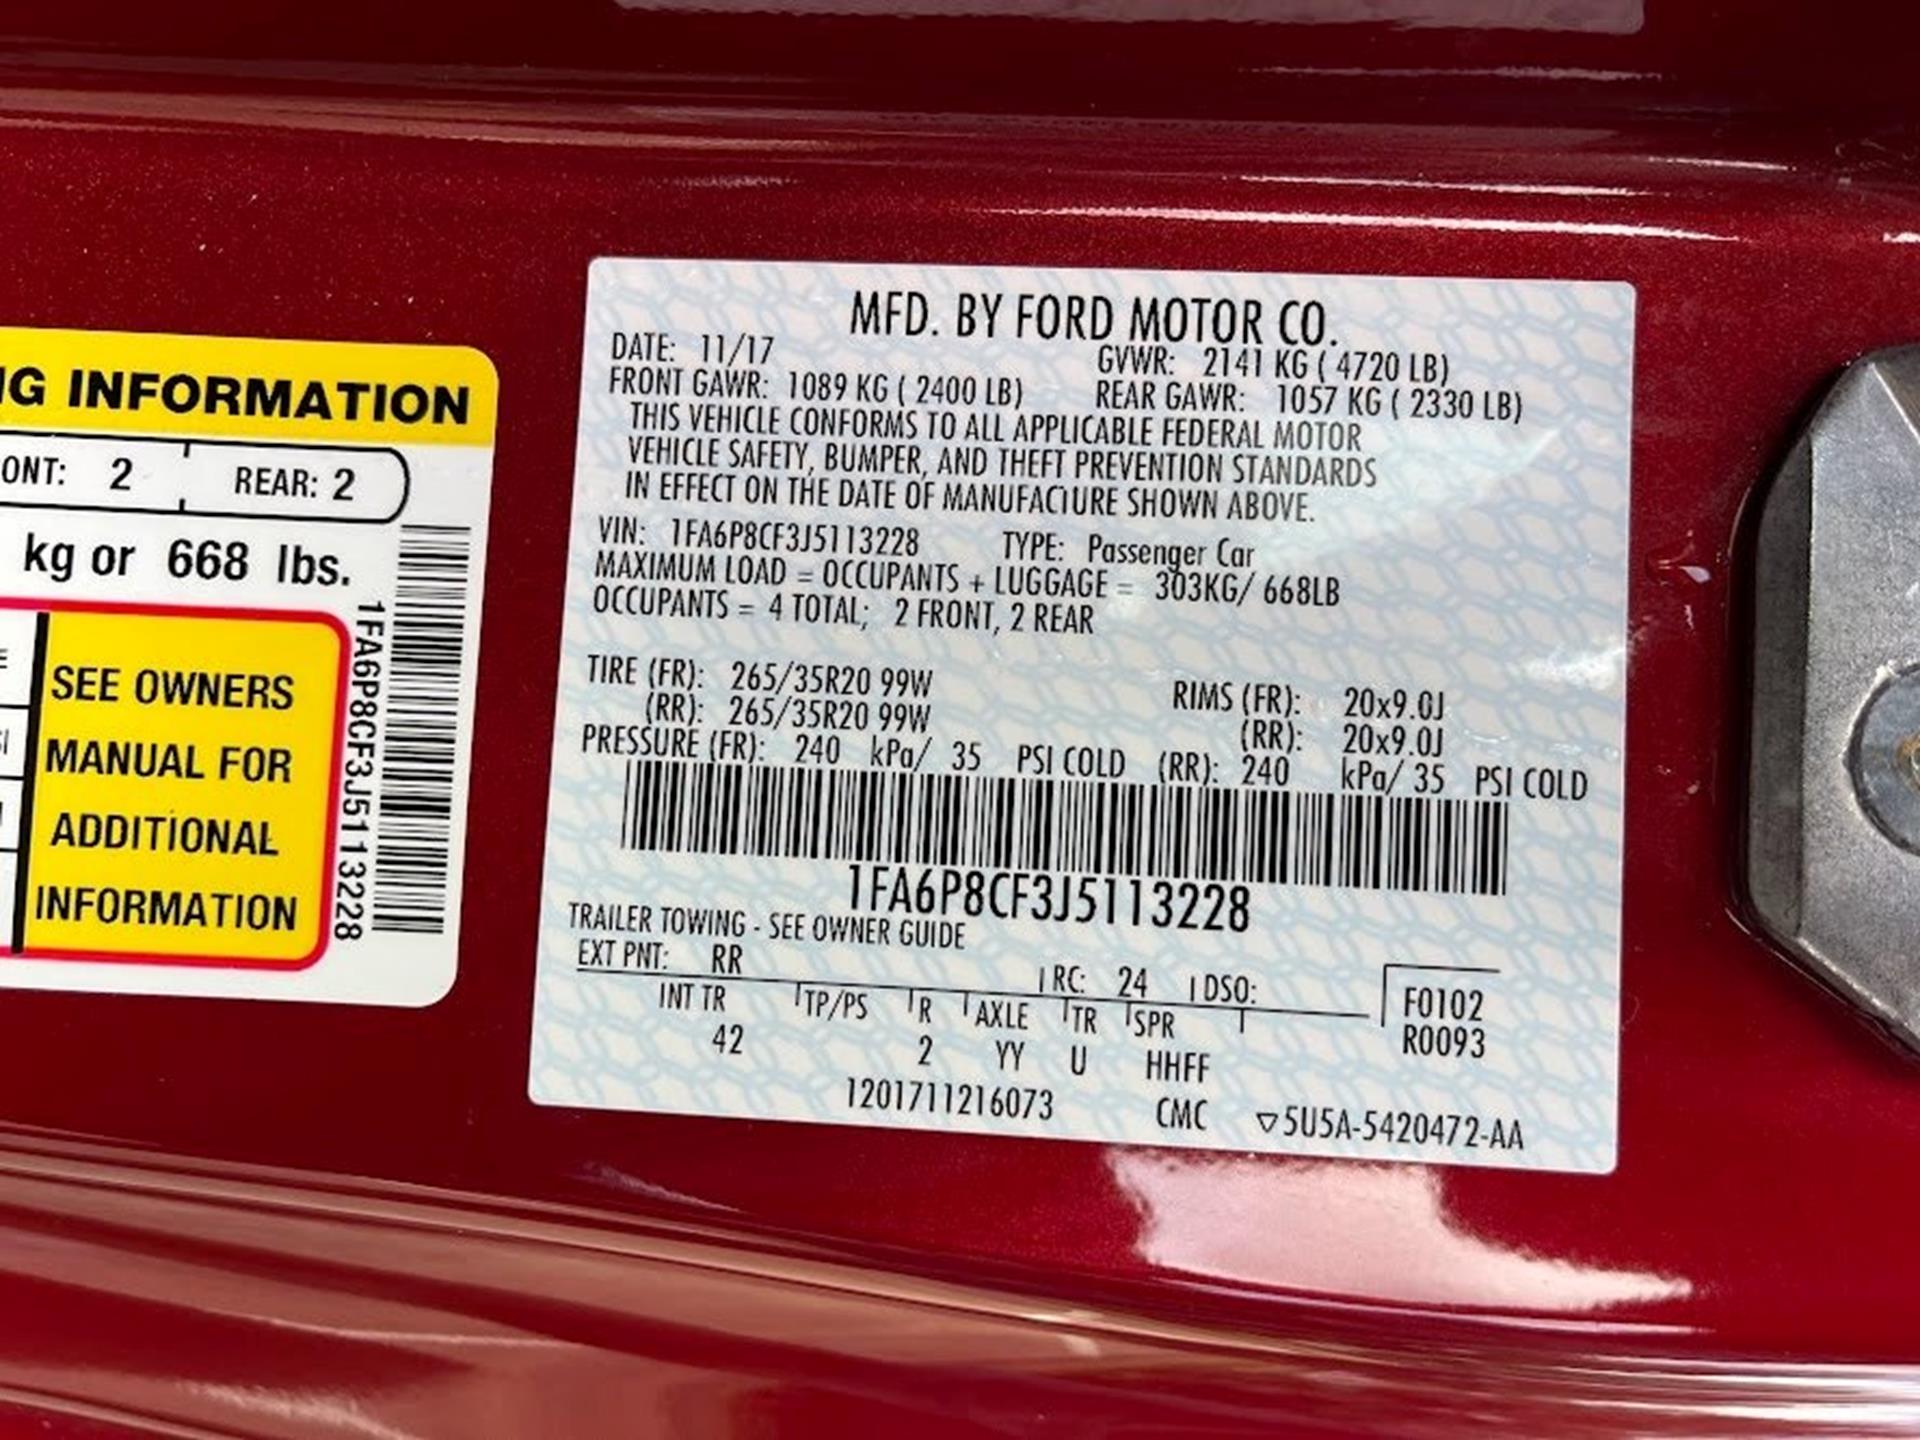 NG INFORMATION
ONT: 2 REAR: 2
kg or 668 lbs.
SEE OWNERS
MANUAL FOR
ADDITIONAL
INFORMATION
1FA6P8CF3J5113228
MFD. BY FORD MOTOR CO.
DATE: 11/17 GVWR: 2141 KG ( 4720 LB)
FRONT GAWR: 1089 KG ( 2400 LB) REAR GAWR: 1057 KG ( 2330 LB)
THIS VEHICLE CONFORMS TO ALL APPLICABLE FEDERAL MOTOR
VEHICLE SAFETY, BUMPER, AND THEFT PREVENTION STANDARDS
IN EFFECT ON THE DATE OF MANUFACTURE SHOWN ABOVE.
VIN: 1FA6P8CF3J5113228 TYPE: Passenger Car
MAXIMUM LOAD = OCCUPANTS + LUGGAGE = 303KG/ 668LB
OCCUPANTS = 4 TOTAL; 2 FRONT, 2 REAR
TIRE (FR): 265/35R20 99W RIMS (FR): 20x9.0J
(RR): 265/35R20 99W (RR): 20x9.0J
PRESSURE (FR): 240 kPa/ 35 PSI COLD (RR): 240 kPa/ 35 PSI COLD
1FA6P8CF3J5113228
TRAILER TOWING - SEE OWNER GUIDE
EXT PNT: RR RC: 24 DSO:
F0102
INT TR TP/PS R AXLE TR SPR
R0093
42 2 YY U HHFF
1201711216073 CMC ▽5U5A-5420472-AA